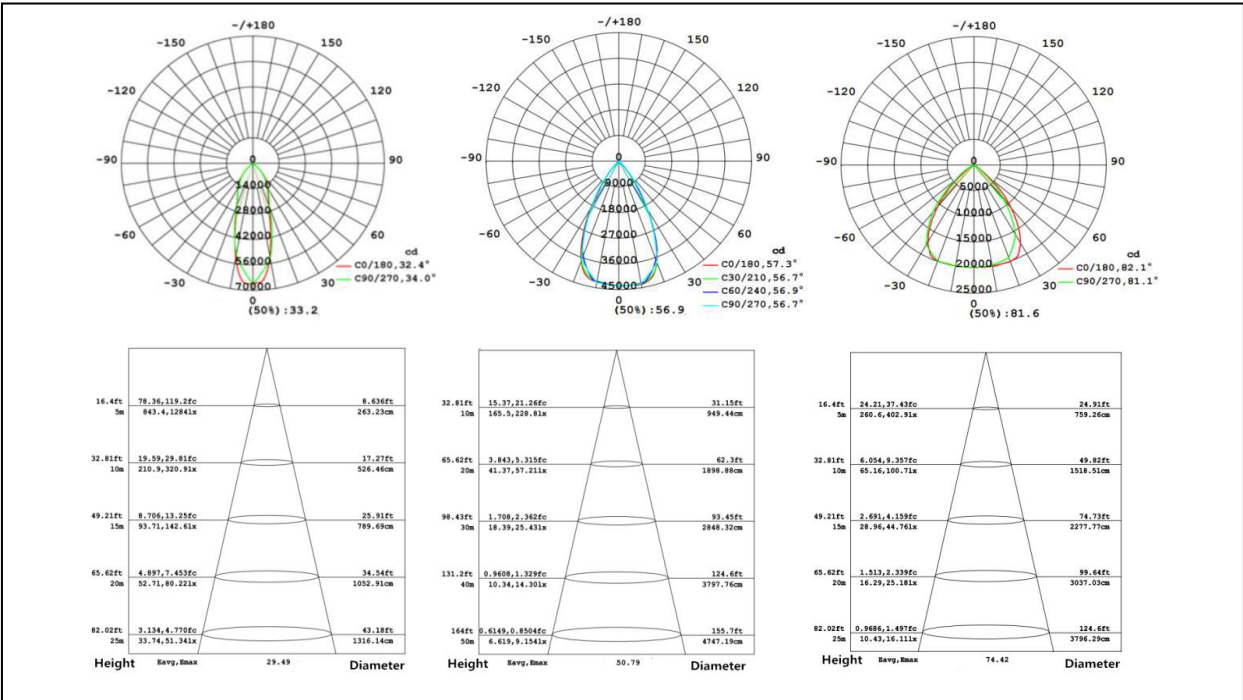 -/+180
-150 150
-120 120
-90 0 90
14000
28000
-60 42000 60
56000 cd
C0/180,32.4°
C90/270,34.0°
-30 70000 30
0
(50%):33.2
-/+180
-150 150
-120 120
-90 0 90
9000
18000
-60 27000 60
36000 cd
C0/180,57.3°
C30/210,56.7°
C60/240,56.9°
C90/270,56.7°
-30 45000 30
0
(50%):56.9
-/+180
-150 150
-120 120
-90 0 90
5000
10000
-60 15000 60
20000 cd
C0/180,82.1°
C90/270,81.1°
-30 25000 30
0
(50%):81.6
16.4ft 78.36,119.2fc 8.636ft
5m 843.4,1284lx 263.23cm
32.81ft 19.59,29.81fc 17.27ft
10m 210.9,320.9lx 526.46cm
49.21ft 8.706,13.25fc 25.91ft
15m 93.71,142.6lx 789.69cm
65.62ft 4.897,7.453fc 34.54ft
20m 52.71,80.22lx 1052.91cm
82.02ft 3.134,4.770fc 43.18ft
25m 33.74,51.34lx 1316.14cm
Height Eavg,Emax 29.49 Diameter
32.81ft 15.37,21.26fc 31.15ft
10m 165.5,228.8lx 949.44cm
65.62ft 3.843,5.315fc 62.3ft
20m 41.37,57.21lx 1898.88cm
98.43ft 1.708,2.362fc 93.45ft
30m 18.39,25.43lx 2848.32cm
131.2ft 0.9608,1.329fc 124.6ft
40m 10.34,14.30lx 3797.76cm
164ft 0.6149,0.8504fc 155.7ft
50m 6.619,9.154lx 4747.19cm
Height Eavg,Emax 50.79 Diameter
16.4ft 24.21,37.43fc 24.91ft
5m 260.6,402.9lx 759.26cm
32.81ft 6.054,9.357fc 49.82ft
10m 65.16,100.7lx 1518.51cm
49.21ft 2.691,4.159fc 74.73ft
15m 28.96,44.76lx 2277.77cm
65.62ft 1.513,2.339fc 99.64ft
20m 16.29,25.18lx 3037.03cm
82.02ft 0.9686,1.497fc 124.6ft
25m 10.43,16.11lx 3796.29cm
Height Eavg,Emax 74.42 Diameter